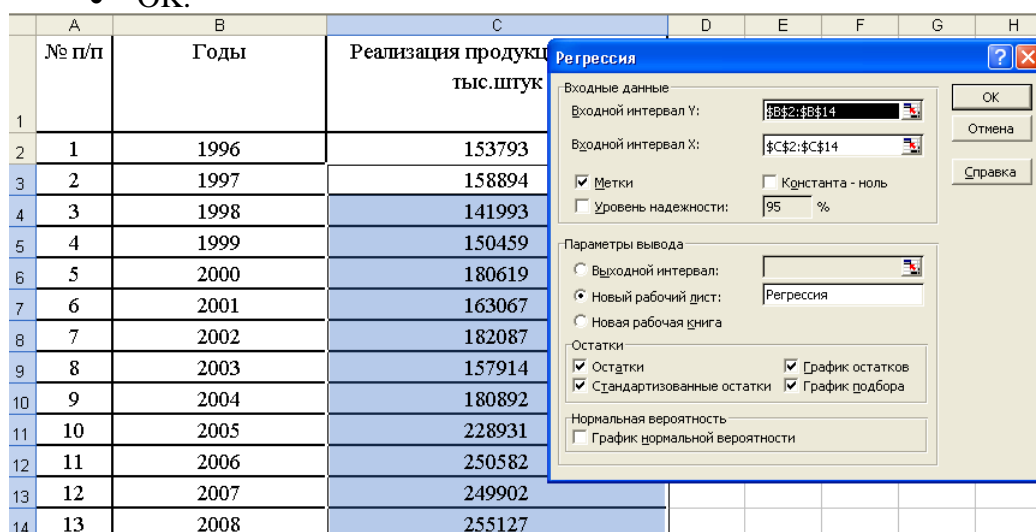 • ОК.
A B C D E F G H
1 № п/п Годы Реализация продукц
тыс.штук
2 1 1996 153793
3 2 1997 158894
4 3 1998 141993
5 4 1999 150459
6 5 2000 180619
7 6 2001 163067
8 7 2002 182087
9 8 2003 157914
10 9 2004 180892
11 10 2005 228931
12 11 2006 250582
13 12 2007 249902
14 13 2008 255127
Регрессия
Входные данные
Входной интервал Y: $B$2:$B$14
Входной интервал X: $C$2:$C$14
Метки Константа - ноль
Уровень надежности: 95 %
Параметры вывода
Выходной интервал:
Новый рабочий лист: Регрессия
Новая рабочая книга
Остатки
Остатки График остатков
Стандартизованные остатки График подбора
Нормальная вероятность
График нормальной вероятности
ОК
Отмена
Справка